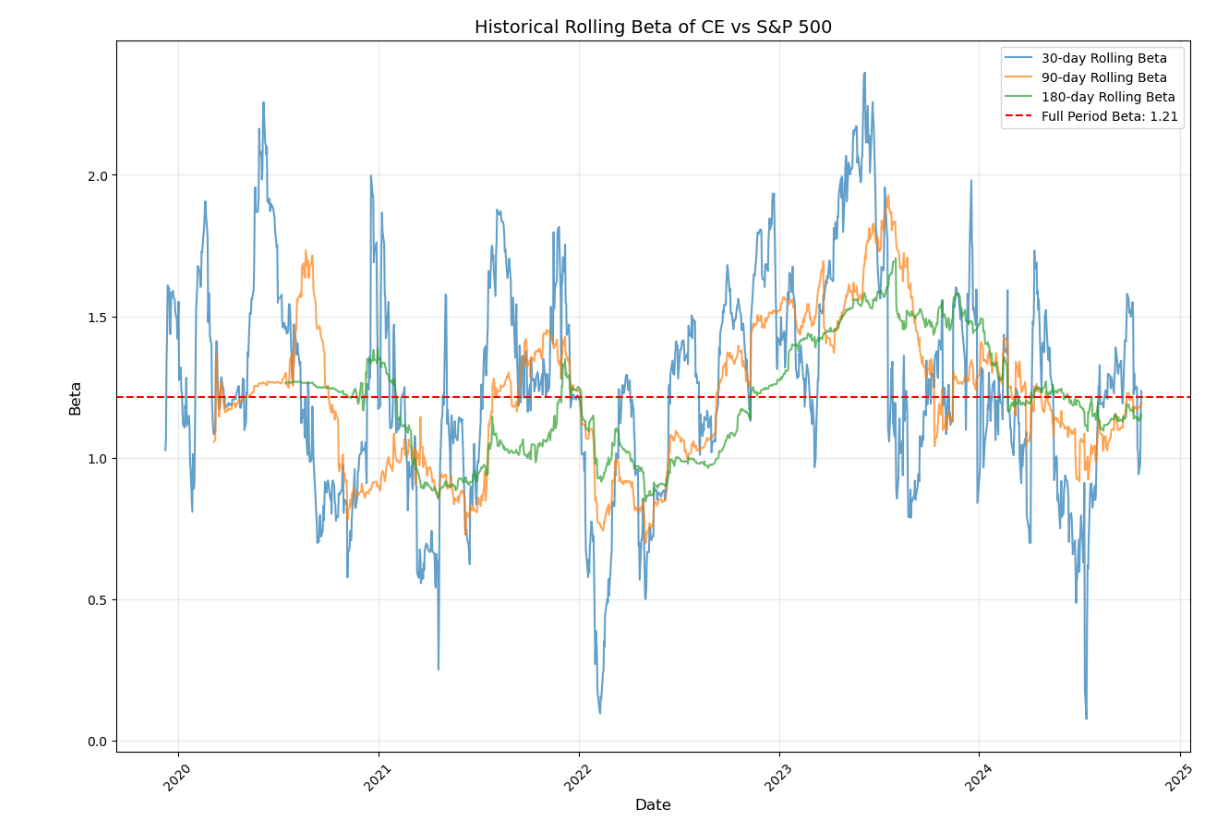 Historical Rolling Beta of CE vs S&P 500
30-day Rolling Beta
90-day Rolling Beta
180-day Rolling Beta
Full Period Beta: 1.21
Beta
2.0
1.5
1.0
0.5
0.0
2020
2021
2022
2023
2024
2025
Date